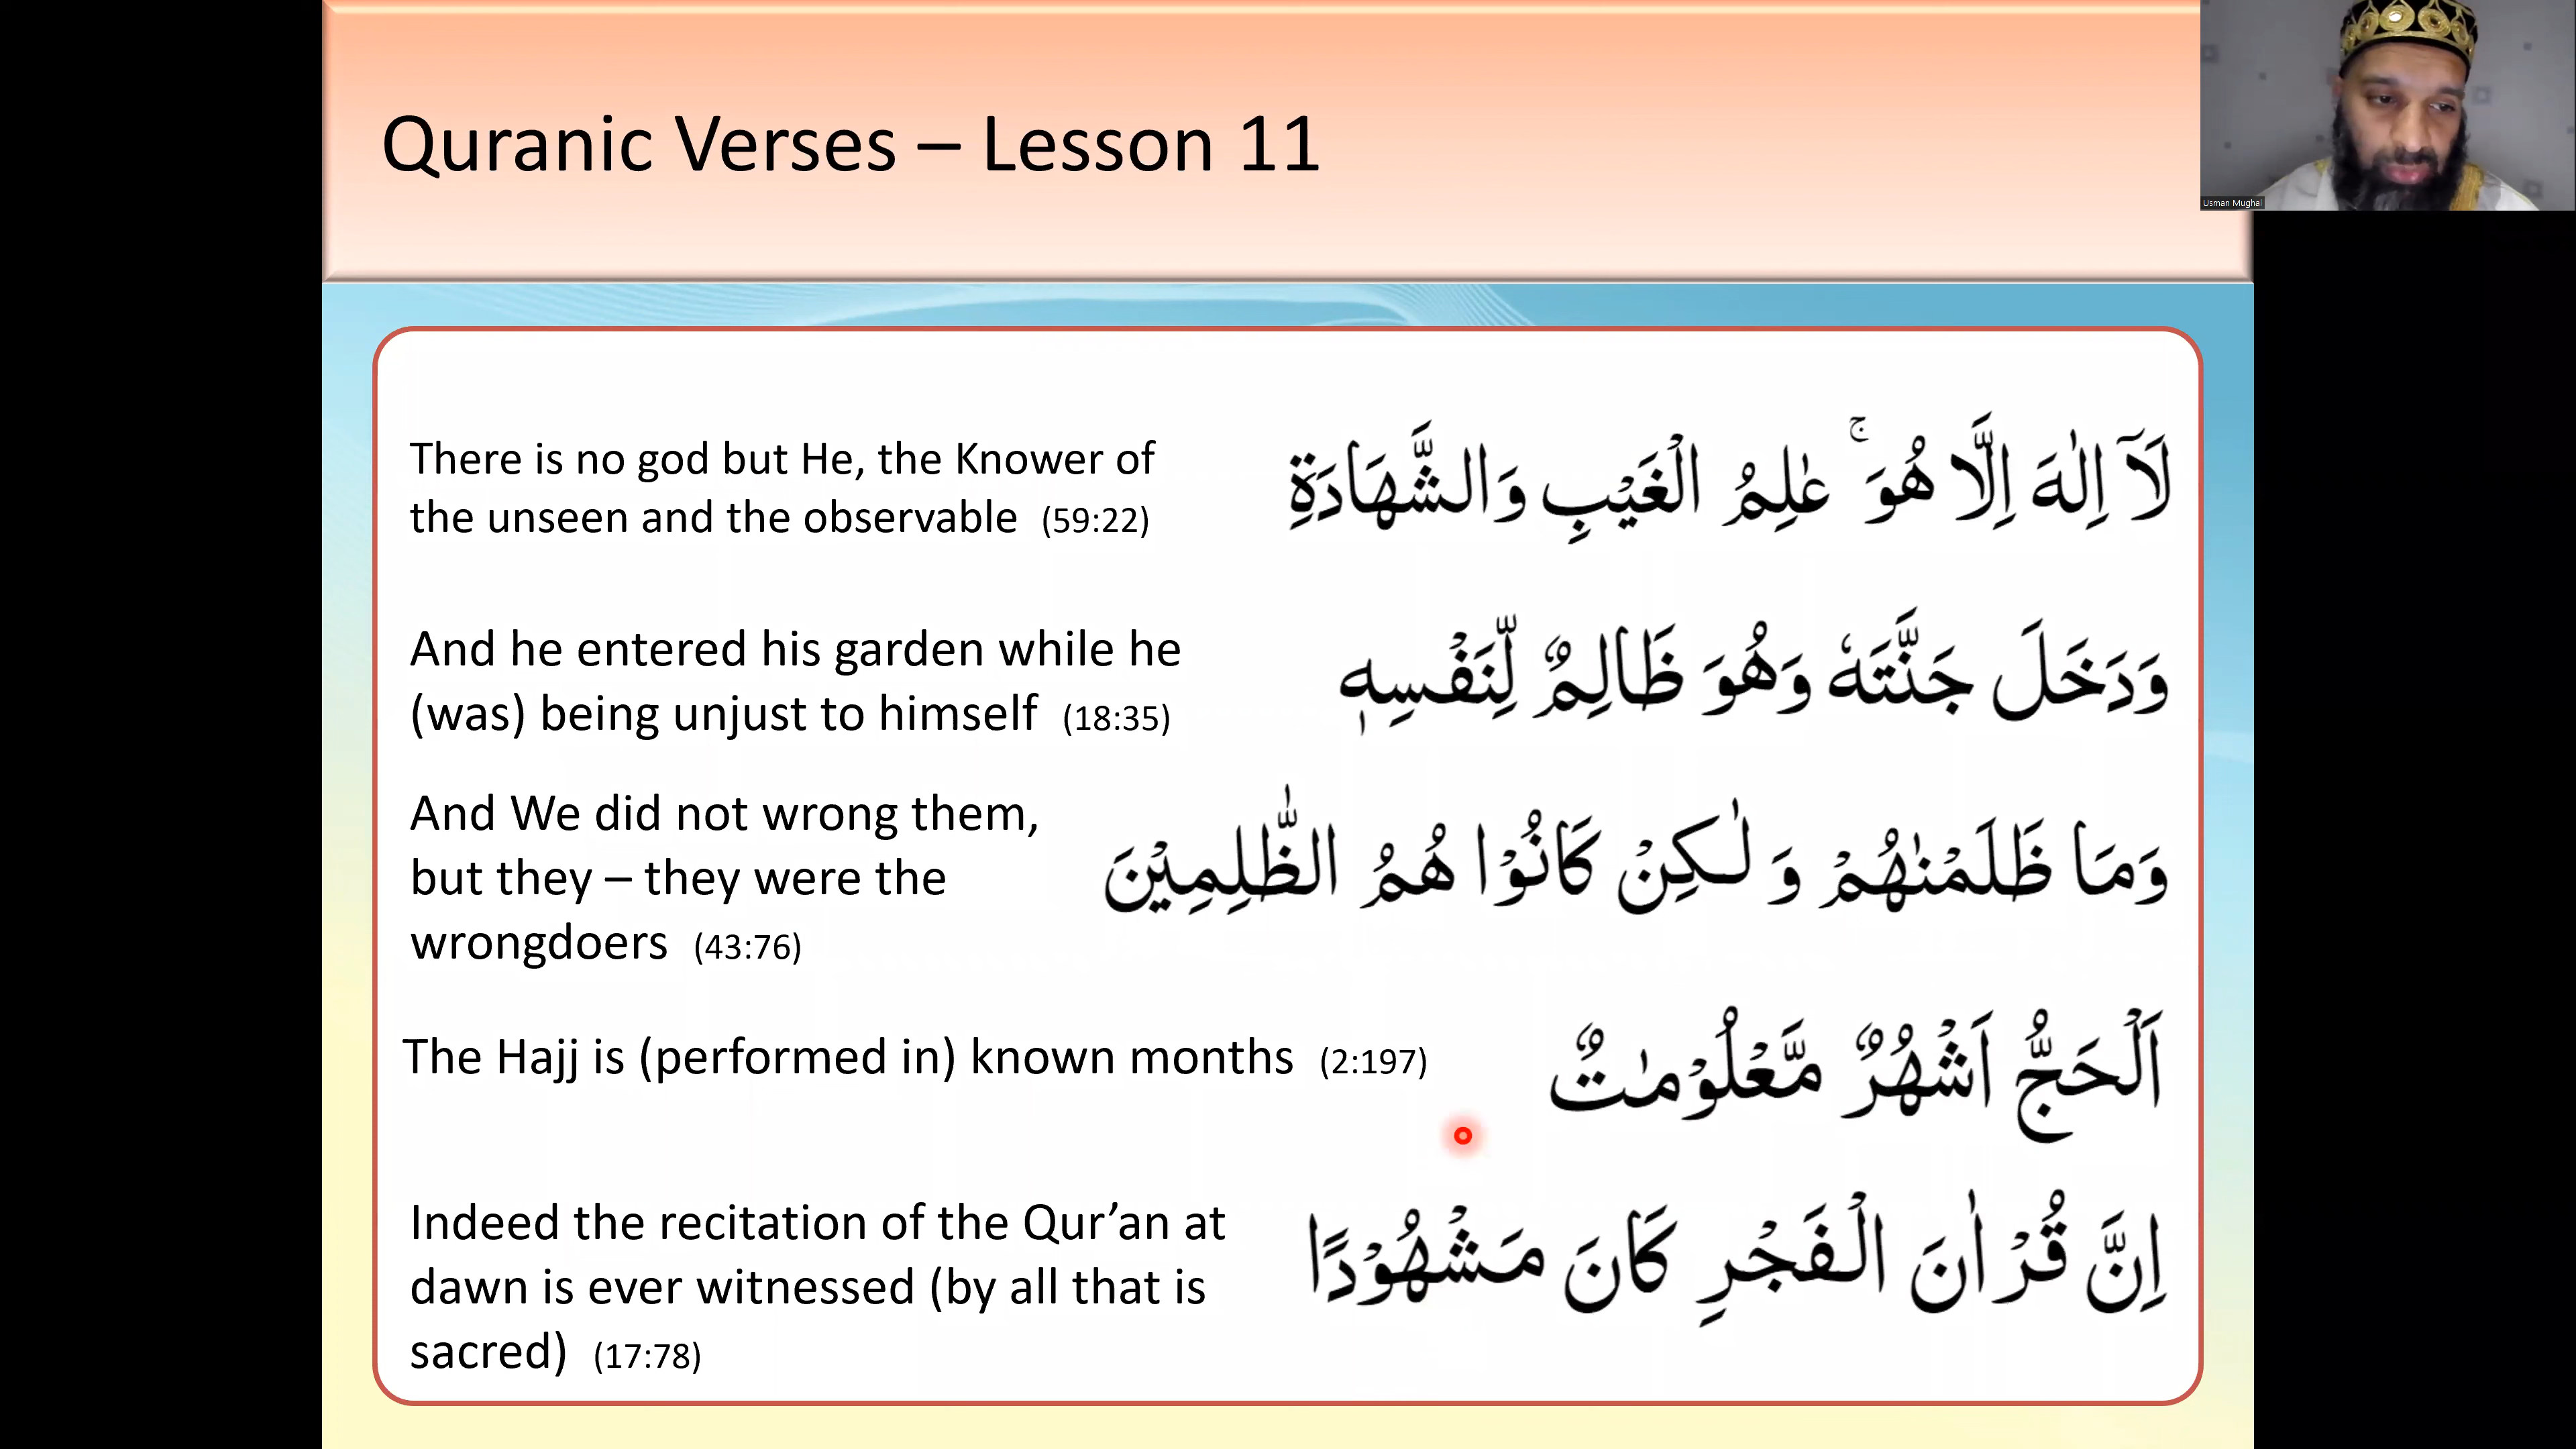 Quranic Verses – Lesson 11
Usman Mughal
There is no god but He, the Knower of
the unseen and the observable (59:22)
لَآ اِلٰهَ اِلَّا هُوَ ۚ عٰلِمُ الْغَيْبِ وَالشَّهَادَةِ
And he entered his garden while he
(was) being unjust to himself (18:35)
وَدَخَلَ جَنَّتَهٗ وَهُوَ ظَالِمٌ لِّنَفْسِهٖ
And We did not wrong them,
but they – they were the
wrongdoers (43:76)
وَمَا ظَلَمْنٰهُمْ وَ لٰـكِنْ كَانُوْا هُمُ الظّٰلِمِيْنَ
The Hajj is (performed in) known months (2:197)
اَلْحَجُّ اَشْهُرٌ مَّعْلُوْمٰتٌ
Indeed the recitation of the Qur’an at
dawn is ever witnessed (by all that is
sacred) (17:78)
اِنَّ قُرْاٰنَ الْفَجْرِ كَانَ مَشْهُوْدًا